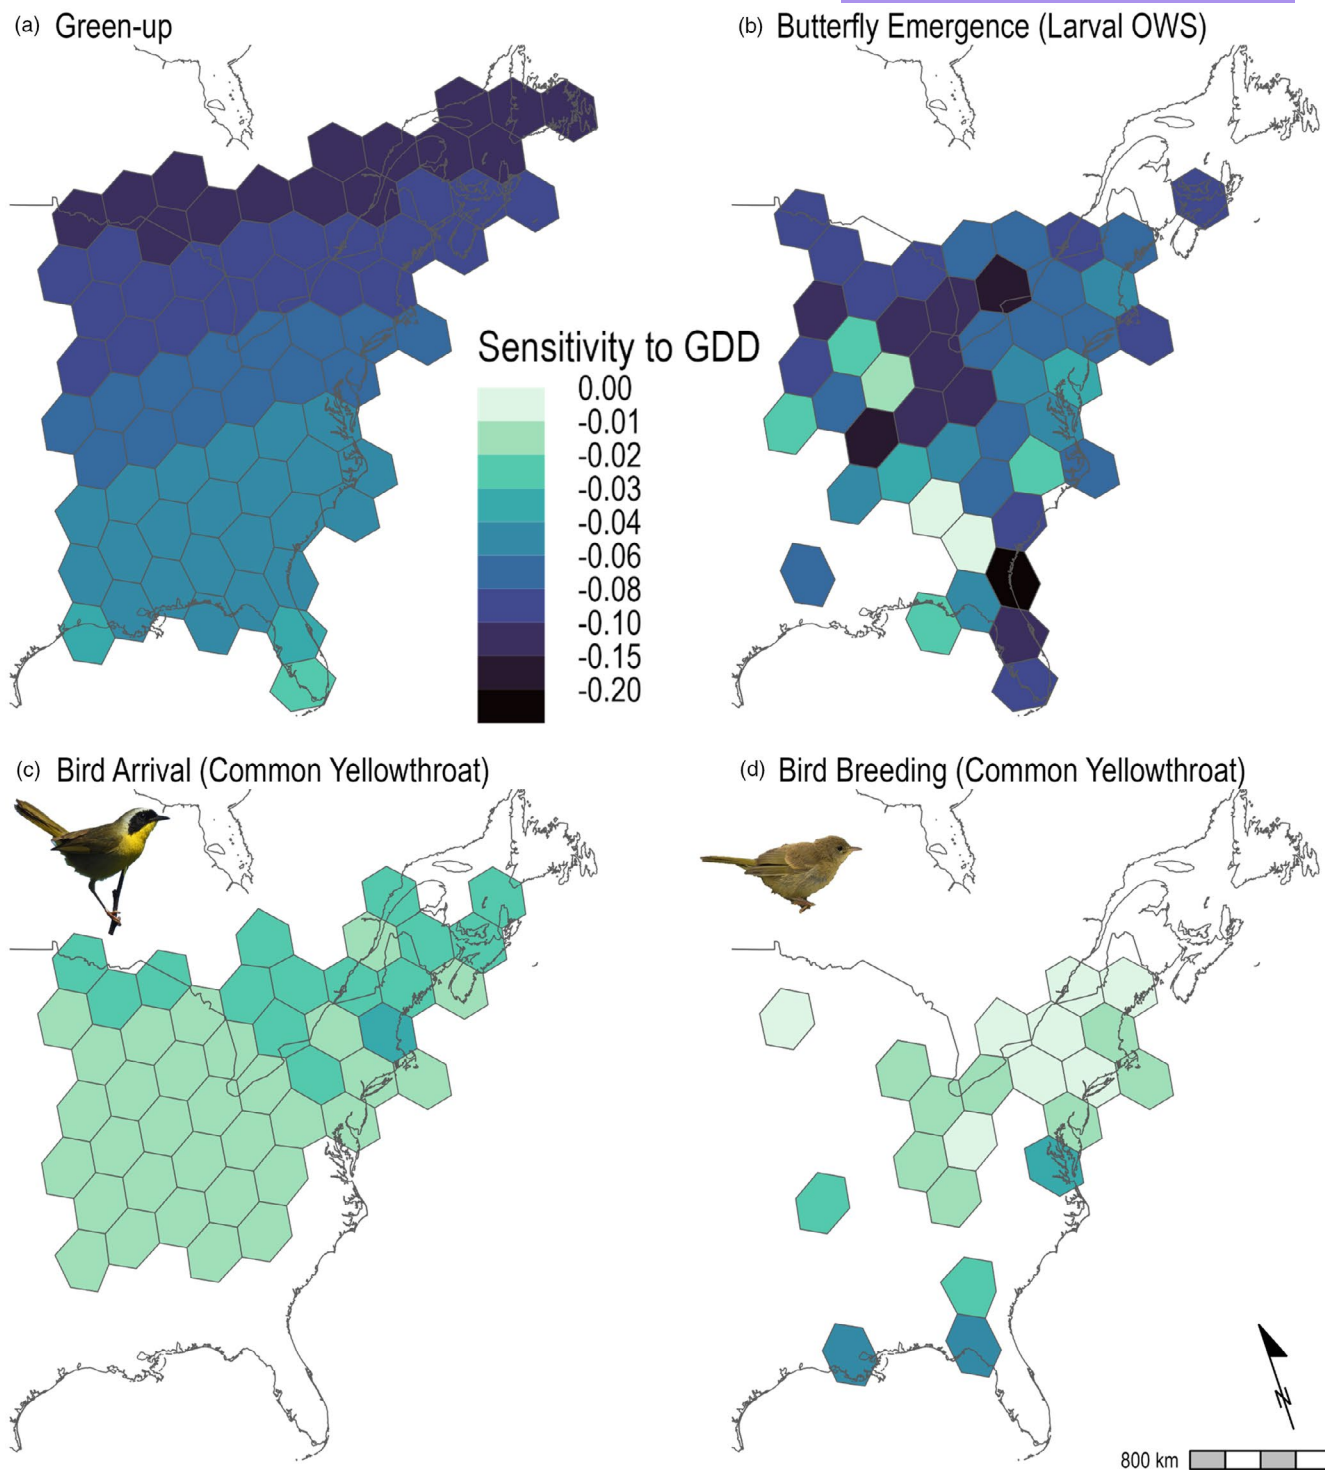 (a) Green-up
(b) Butterfly Emergence (Larval OWS)
Sensitivity to GDD
0.00
-0.01
-0.02
-0.03
-0.04
-0.06
-0.08
-0.10
-0.15
-0.20
(c) Bird Arrival (Common Yellowthroat)
(d) Bird Breeding (Common Yellowthroat)
N
800 km